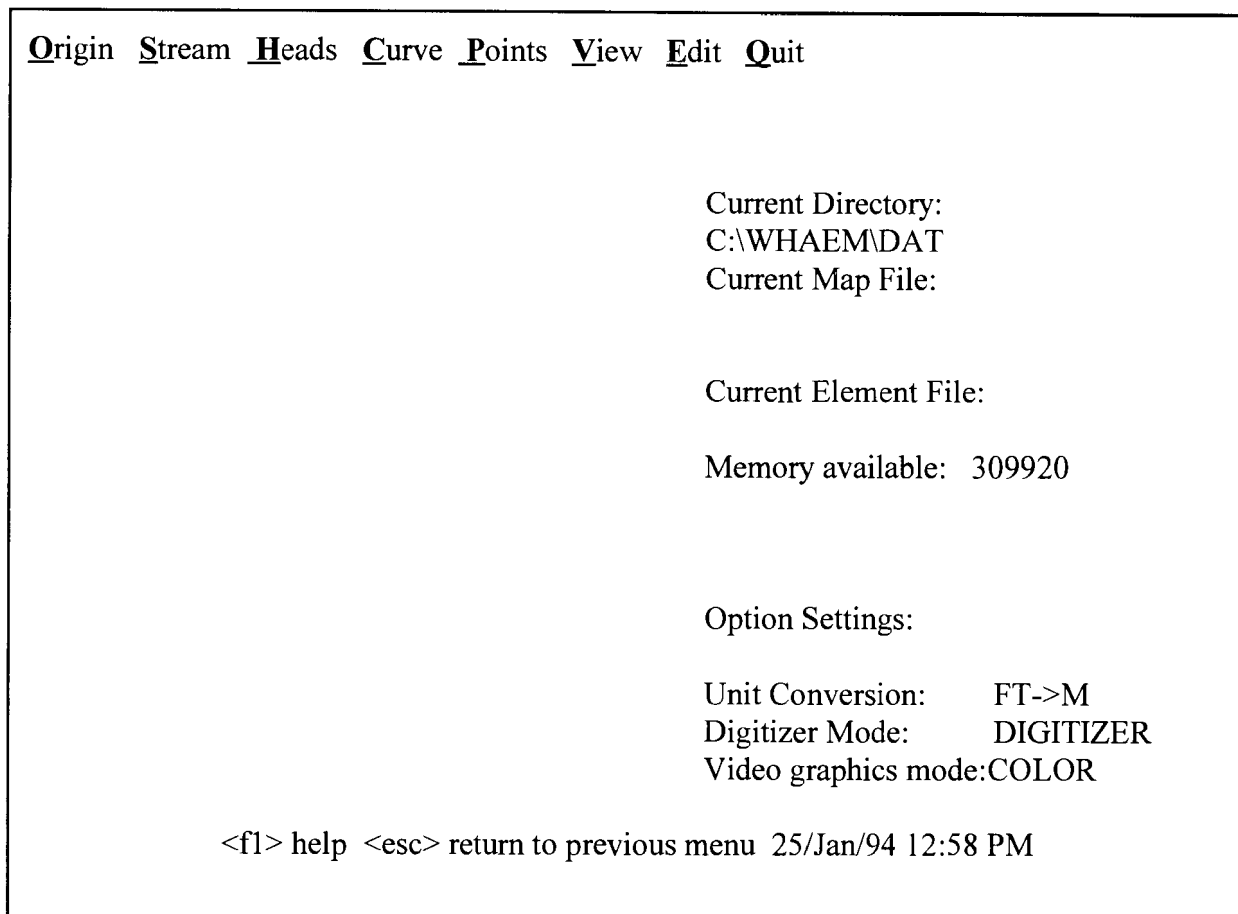 Origin Stream Heads Curve Points View Edit Quit
Current Directory:
C:\WHAEM\DAT
Current Map File:
Current Element File:
Memory available: 309920
Option Settings:
Unit Conversion: FT->M
Digitizer Mode: DIGITIZER
Video graphics mode:COLOR
<f1> help <esc> return to previous menu 25/Jan/94 12:58 PM